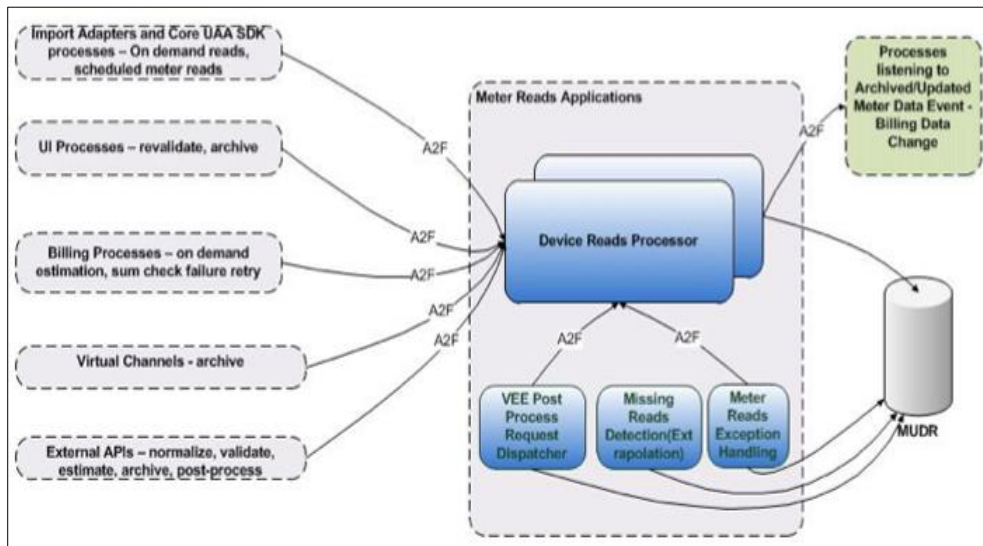 Import Adapters and Core UAA SDK
processes – On demand reads,
scheduled meter reads
UI Processes – revalidate, archive
Billing Processes – on demand
estimation, sum check failure retry
Virtual Channels - archive
External APIs – normalize, validate,
estimate, archive, post-process
A2F
A2F
A2F
A2F
A2F
Meter Reads Applications
Device Reads Processor
A2F
A2F
VEE Post
Process
Request
Dispatcher
Missing
Reads
Detection(Ext
rapolation)
Meter
Reads
Exception
Handling
A2F
Processes
listening to
Archived/Updated
Meter Data Event -
Billing Data
Change
MUDR